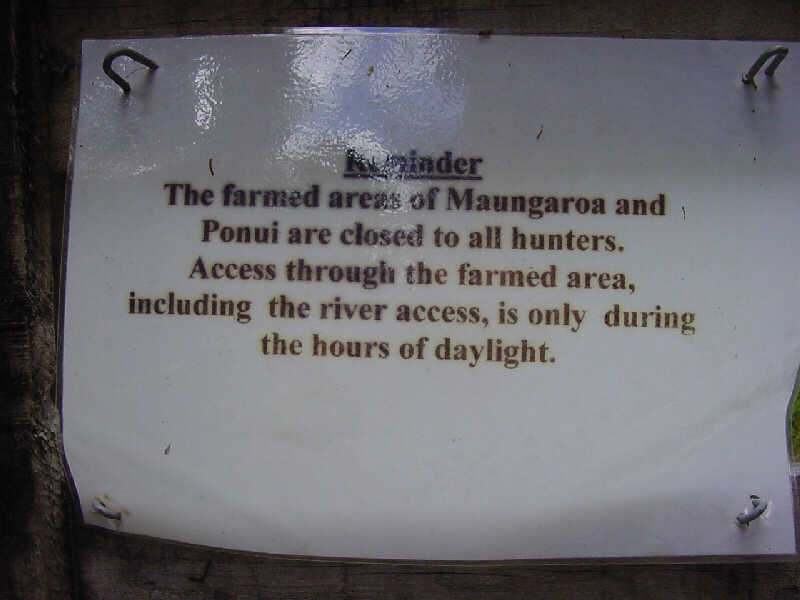 Reminder
The farmed areas of Maungaroa and
Ponui are closed to all hunters.
Access through the farmed area,
including the river access, is only during
the hours of daylight.